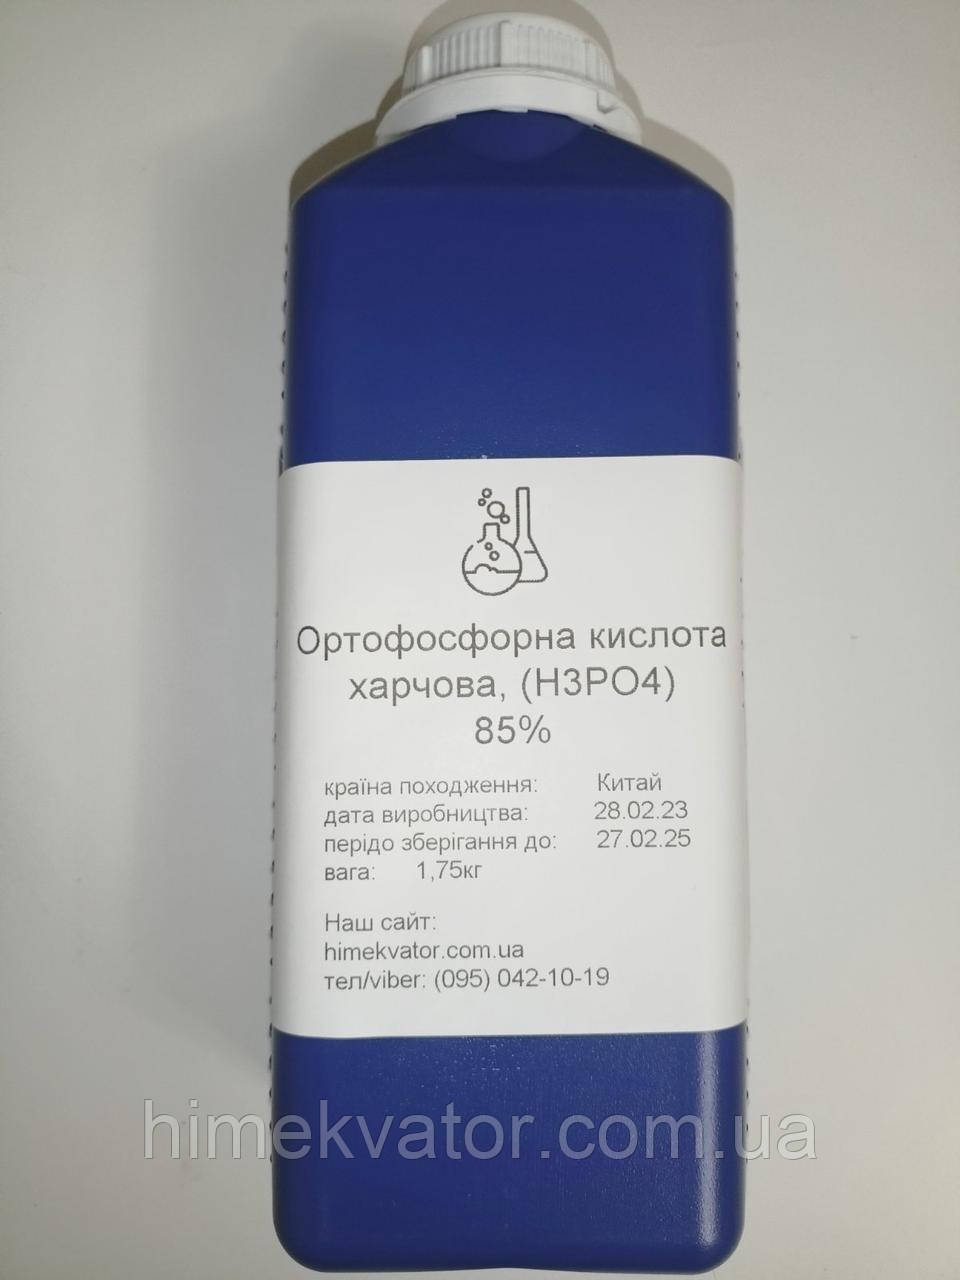 Ортофосфорна кислота
харчова, (H3PO4)
85%
країна походження: Китай
дата виробництва: 28.02.23
перідо зберігання до: 27.02.25
вага: 1,75кг
Наш сайт:
himekvator.com.ua
тел/viber: (095) 042-10-19
himekvator.com.ua